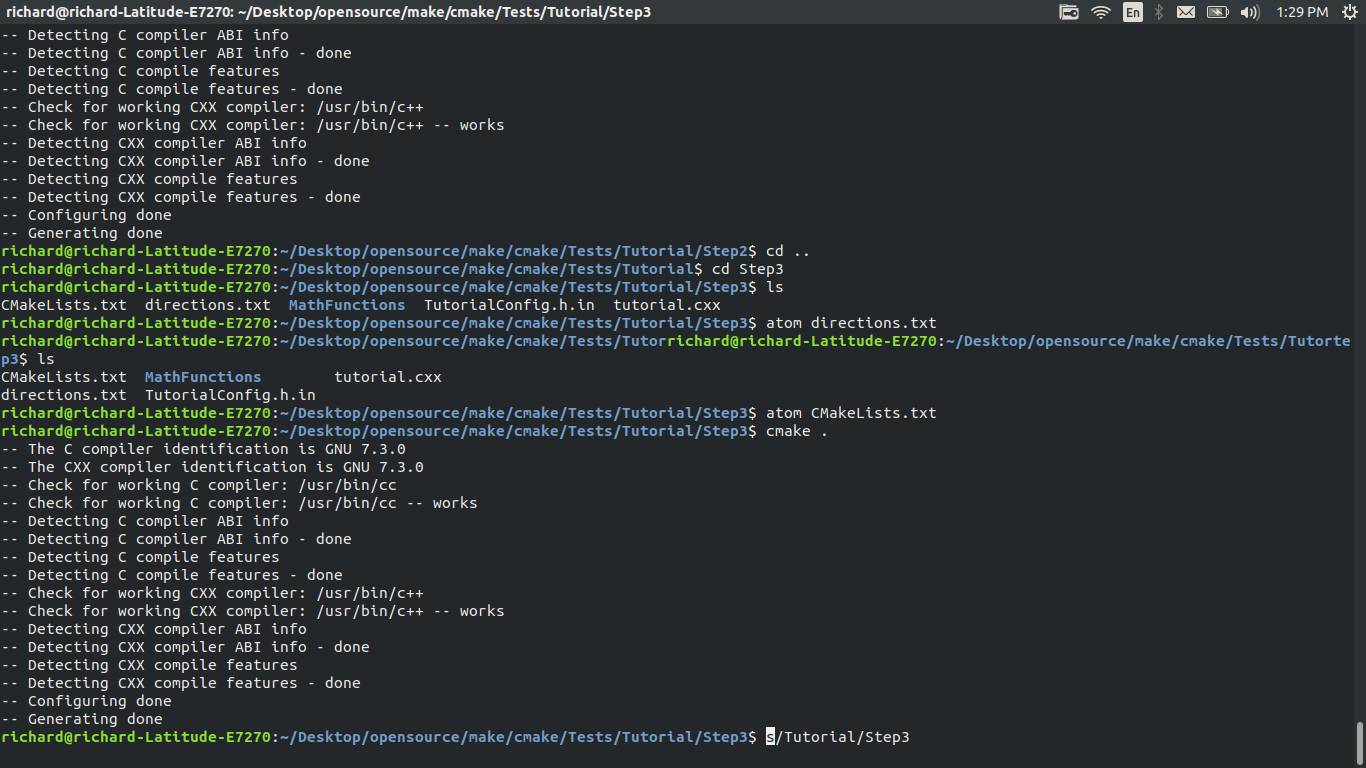 richard@richard-Latitude-E7270: ~/Desktop/opensource/make/cmake/Tests/Tutorial/Step3 En 1:29 PM
-- Detecting C compiler ABI info
-- Detecting C compiler ABI info - done
-- Detecting C compile features
-- Detecting C compile features - done
-- Check for working CXX compiler: /usr/bin/c++
-- Check for working CXX compiler: /usr/bin/c++ -- works
-- Detecting CXX compiler ABI info
-- Detecting CXX compiler ABI info - done
-- Detecting CXX compile features
-- Detecting CXX compile features - done
-- Configuring done
-- Generating done
richard@richard-Latitude-E7270:~/Desktop/opensource/make/cmake/Tests/Tutorial/Step2$ cd ..
richard@richard-Latitude-E7270:~/Desktop/opensource/make/cmake/Tests/Tutorial$ cd Step3
richard@richard-Latitude-E7270:~/Desktop/opensource/make/cmake/Tests/Tutorial/Step3$ ls
CMakeLists.txt  directions.txt  MathFunctions  TutorialConfig.h.in  tutorial.cxx
richard@richard-Latitude-E7270:~/Desktop/opensource/make/cmake/Tests/Tutorial/Step3$ atom directions.txt
richard@richard-Latitude-E7270:~/Desktop/opensource/make/cmake/Tests/Tutorrichard@richard-Latitude-E7270:~/Desktop/opensource/make/cmake/Tests/Tutorte
p3$ ls
CMakeLists.txt  MathFunctions        tutorial.cxx
directions.txt  TutorialConfig.h.in
richard@richard-Latitude-E7270:~/Desktop/opensource/make/cmake/Tests/Tutorial/Step3$ atom CMakeLists.txt
richard@richard-Latitude-E7270:~/Desktop/opensource/make/cmake/Tests/Tutorial/Step3$ cmake .
-- The C compiler identification is GNU 7.3.0
-- The CXX compiler identification is GNU 7.3.0
-- Check for working C compiler: /usr/bin/cc
-- Check for working C compiler: /usr/bin/cc -- works
-- Detecting C compiler ABI info
-- Detecting C compiler ABI info - done
-- Detecting C compile features
-- Detecting C compile features - done
-- Check for working CXX compiler: /usr/bin/c++
-- Check for working CXX compiler: /usr/bin/c++ -- works
-- Detecting CXX compiler ABI info
-- Detecting CXX compiler ABI info - done
-- Detecting CXX compile features
-- Detecting CXX compile features - done
-- Configuring done
-- Generating done
richard@richard-Latitude-E7270:~/Desktop/opensource/make/cmake/Tests/Tutorial/Step3$ s/Tutorial/Step3